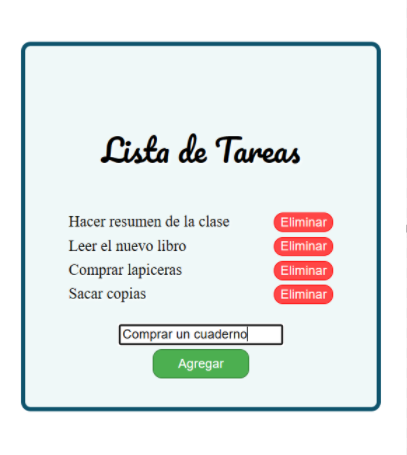 Lista de Tareas
Hacer resumen de la clase Eliminar
Leer el nuevo libro Eliminar
Comprar lapiceras Eliminar
Sacar copias Eliminar
Comprar un cuaderno
Agregar